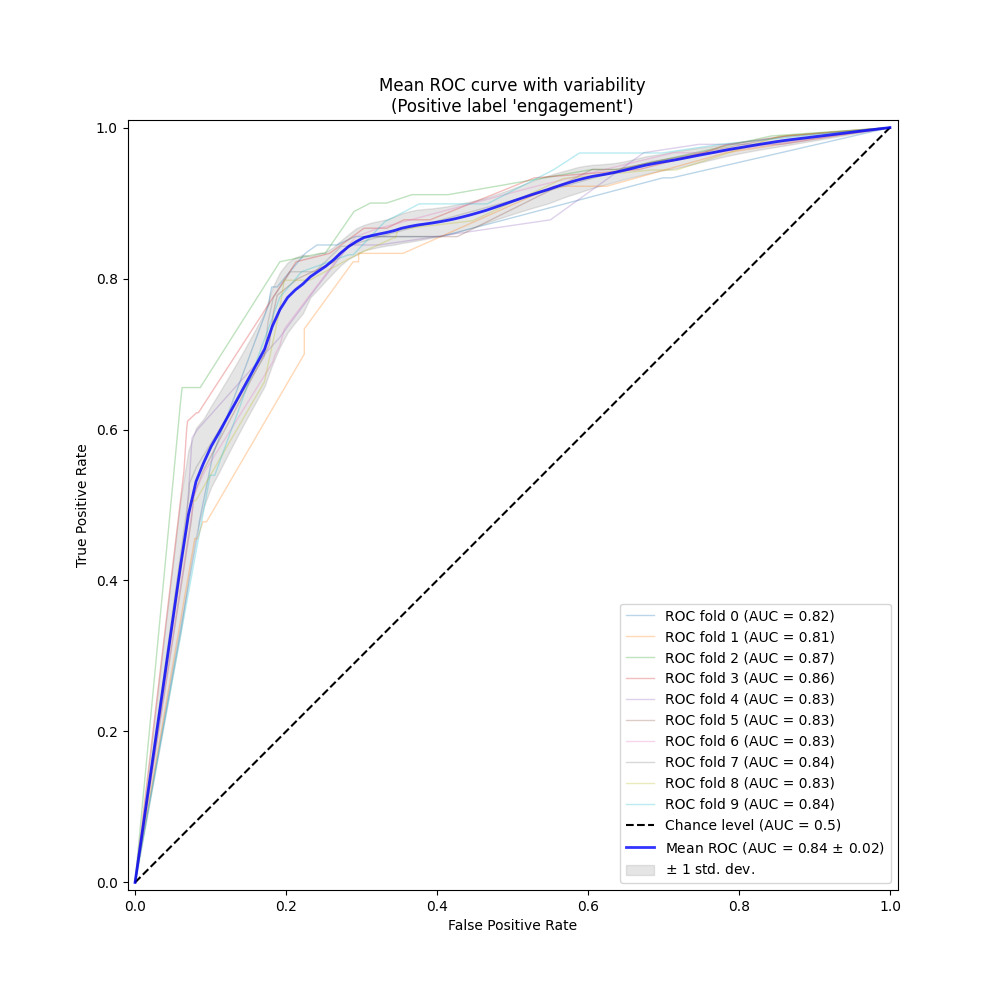 Mean ROC curve with variability
(Positive label 'engagement')
True Positive Rate
1.0
0.8
0.6
0.4
0.2
0.0
0.0 0.2 0.4 0.6 0.8 1.0
False Positive Rate
ROC fold 0 (AUC = 0.82)
ROC fold 1 (AUC = 0.81)
ROC fold 2 (AUC = 0.87)
ROC fold 3 (AUC = 0.86)
ROC fold 4 (AUC = 0.83)
ROC fold 5 (AUC = 0.83)
ROC fold 6 (AUC = 0.83)
ROC fold 7 (AUC = 0.84)
ROC fold 8 (AUC = 0.83)
ROC fold 9 (AUC = 0.84)
Chance level (AUC = 0.5)
Mean ROC (AUC = 0.84 ± 0.02)
± 1 std. dev.